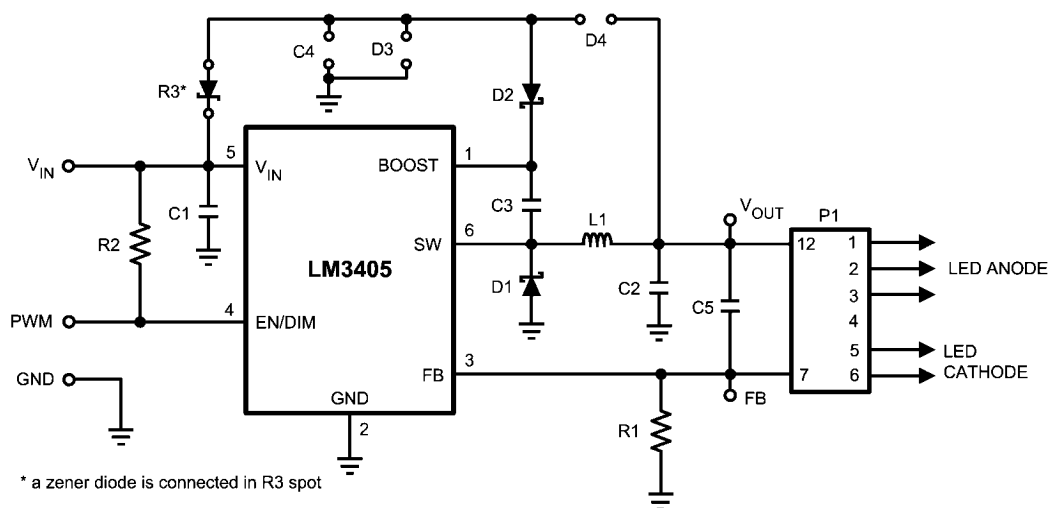 C4
D3
D4
R3*
D2
V_IN
5
V_IN
BOOST
1
C1
C3
V_OUT
P1
R2
L1
SW
6
12
1
LM3405
2
LED ANODE
D1
C2
C5
3
4
PWM
4
EN/DIM
5
LED
GND
FB
3
7
6
CATHODE
GND
2
R1
FB
* a zener diode is connected in R3 spot